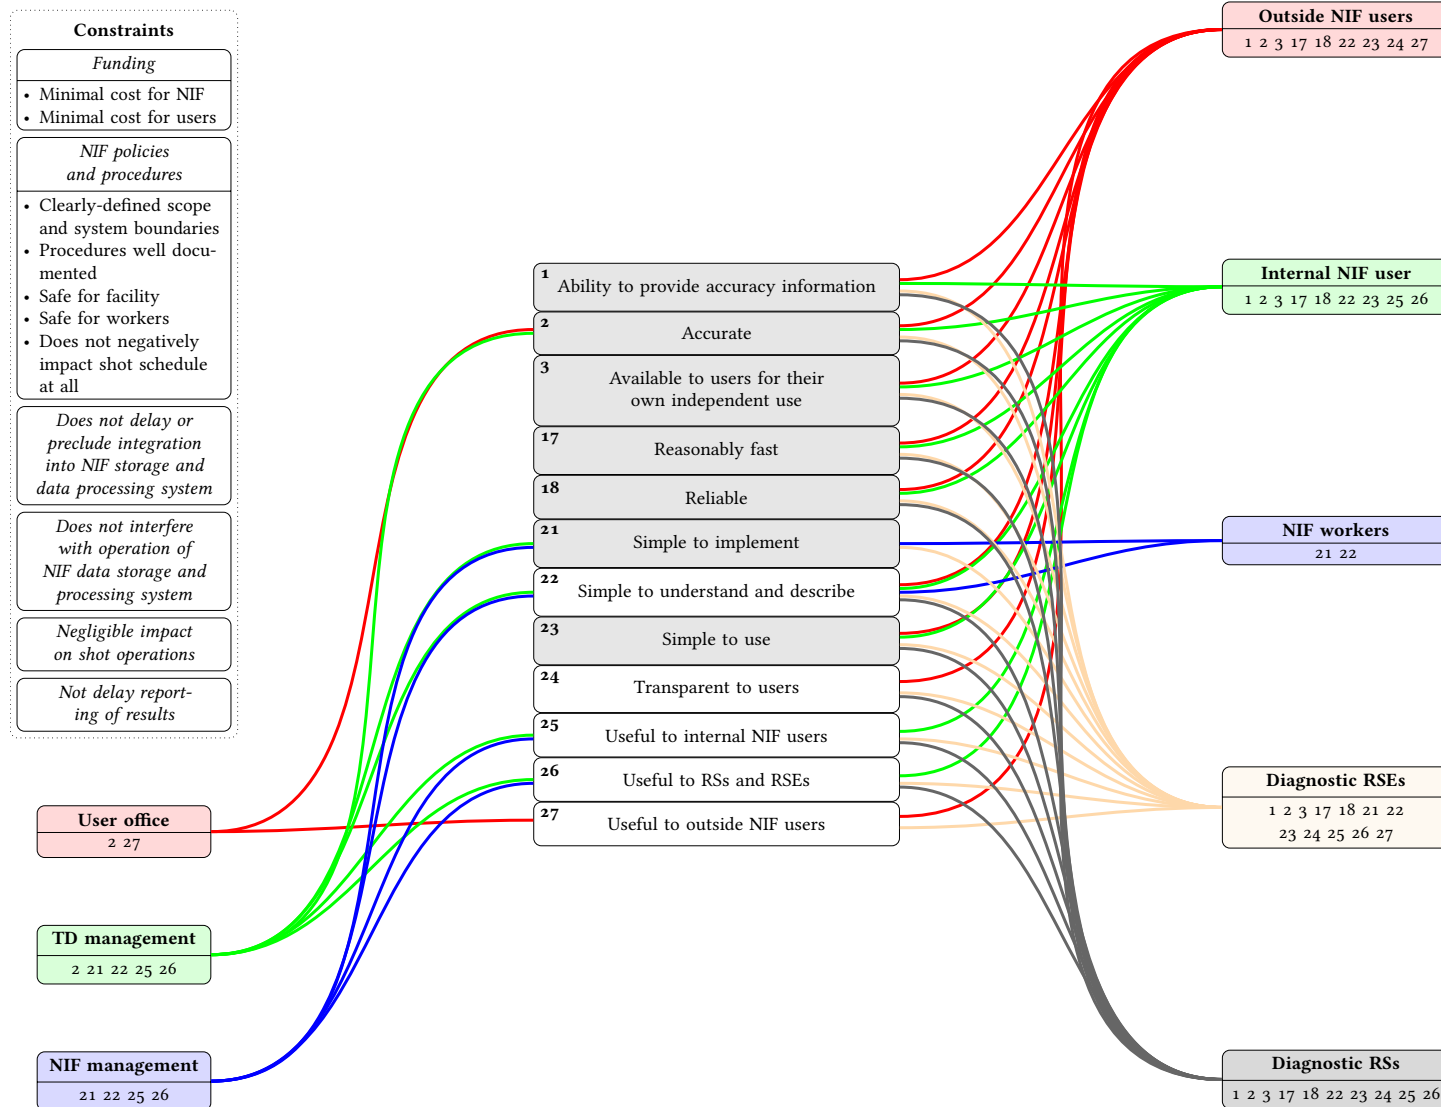 Constraints
Funding
• Minimal cost for NIF
• Minimal cost for users
NIF policies
and procedures
• Clearly-defined scope
and system boundaries
• Procedures well docu-
mented
• Safe for facility
• Safe for workers
• Does not negatively
impact shot schedule
at all
Does not delay or
preclude integration
into NIF storage and
data processing system
Does not interfere
with operation of
NIF data storage and
processing system
Negligible impact
on shot operations
Not delay report-
ing of results
User office
2 27
TD management
2 21 22 25 26
NIF management
21 22 25 26
1
Ability to provide accuracy information
2
Accurate
3
Available to users for their
own independent use
17
Reasonably fast
18
Reliable
21
Simple to implement
22
Simple to understand and describe
23
Simple to use
24
Transparent to users
25
Useful to internal NIF users
26
Useful to RSs and RSEs
27
Useful to outside NIF users
Outside NIF users
1 2 3 17 18 22 23 24 27
Internal NIF user
1 2 3 17 18 22 23 25 26
NIF workers
21 22
Diagnostic RSEs
1 2 3 17 18 21 22
23 24 25 26 27
Diagnostic RSs
1 2 3 17 18 22 23 24 25 26